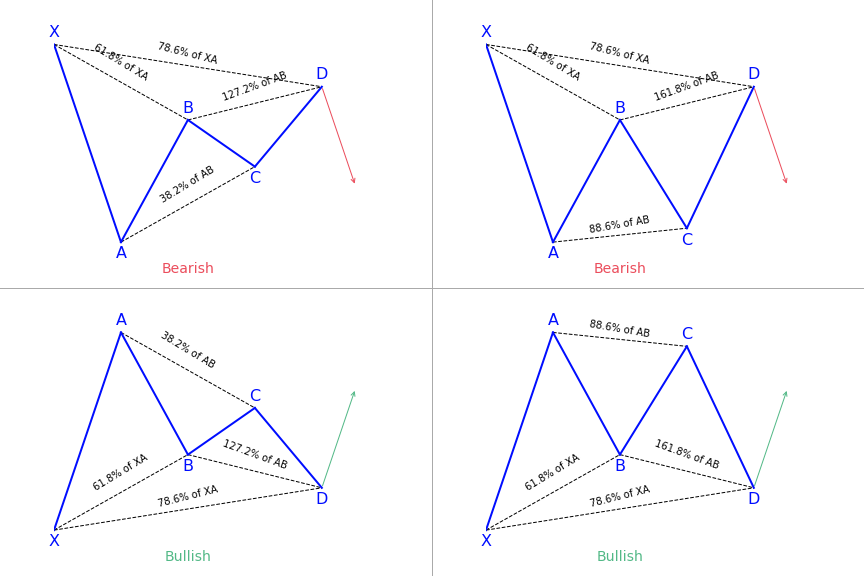 X
61.8% of XA
78.6% of XA
D
127.2% of AB
B
38.2% of AB
C
A
Bearish
X
61.8% of XA
78.6% of XA
D
161.8% of AB
B
88.6% of AB
C
A
Bearish
A
38.2% of AB
C
127.2% of AB
61.8% of XA
B
78.6% of XA
D
X
Bullish
A
88.6% of AB
C
161.8% of AB
61.8% of XA
B
78.6% of XA
D
X
Bullish